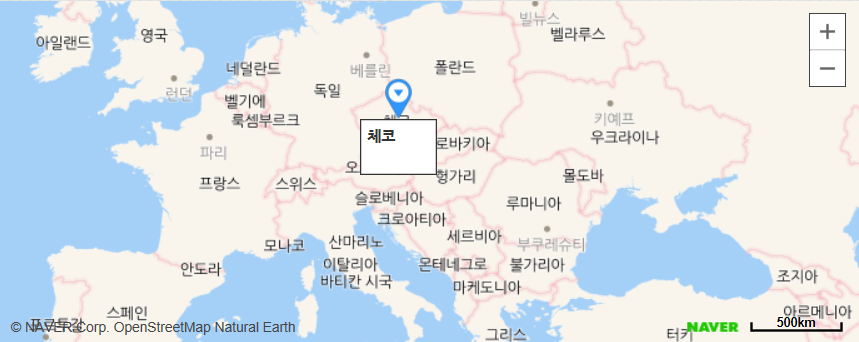 빌뉴스
영국
아일랜드
벨라루스
네덜란드
베를린
폴란드
독일
런던
벨기에
키예프
룩셈부르크
체코
우크라이나
로바키아
파리
오
헝가리
몰도바
프랑스
스위스
슬로베니아
루마니아
크로아티아
세르비아
부쿠레슈티
모나코
산마리노
이탈리아
몬테네그로
불가리아
안도라
바티칸 시국
마케도니아
조지아
스페인
아르메니아
포르투갈
© NAVER Corp. OpenStreetMap Natural Earth
그리스
터키
NAVER
500km